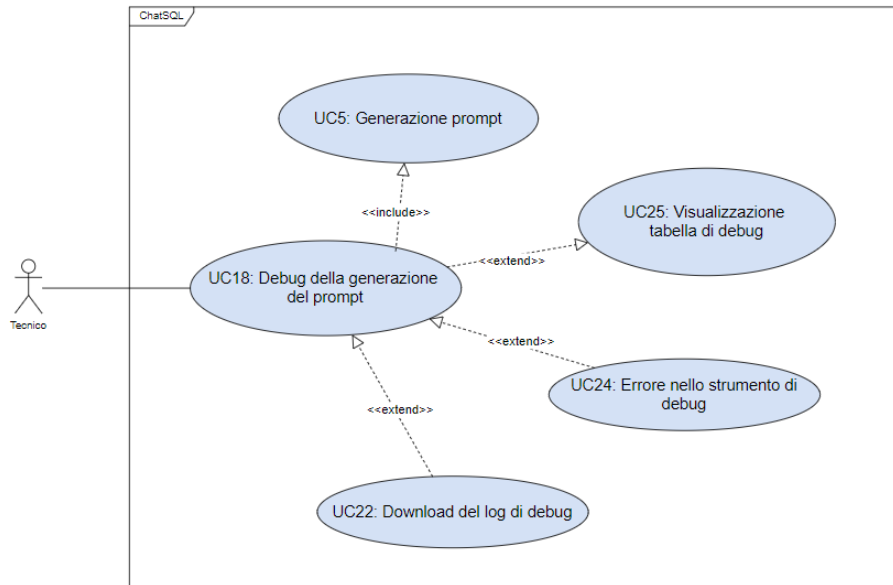 ChatSQL
UC5: Generazione prompt
<<include>>
UC25: Visualizzazione
tabella di debug
<<extend>>
UC18: Debug della generazione
del prompt
Tecnico
<<extend>>
UC24: Errore nello strumento di
debug
<<extend>>
UC22: Download del log di debug